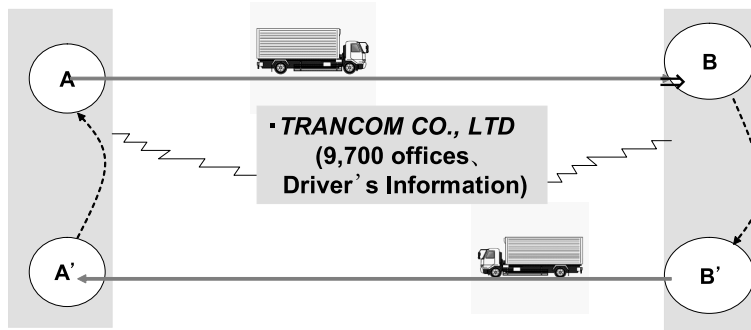 A
B
・TRANCOM CO., LTD
(9,700 offices、
Driver’s Information)
A’
B’